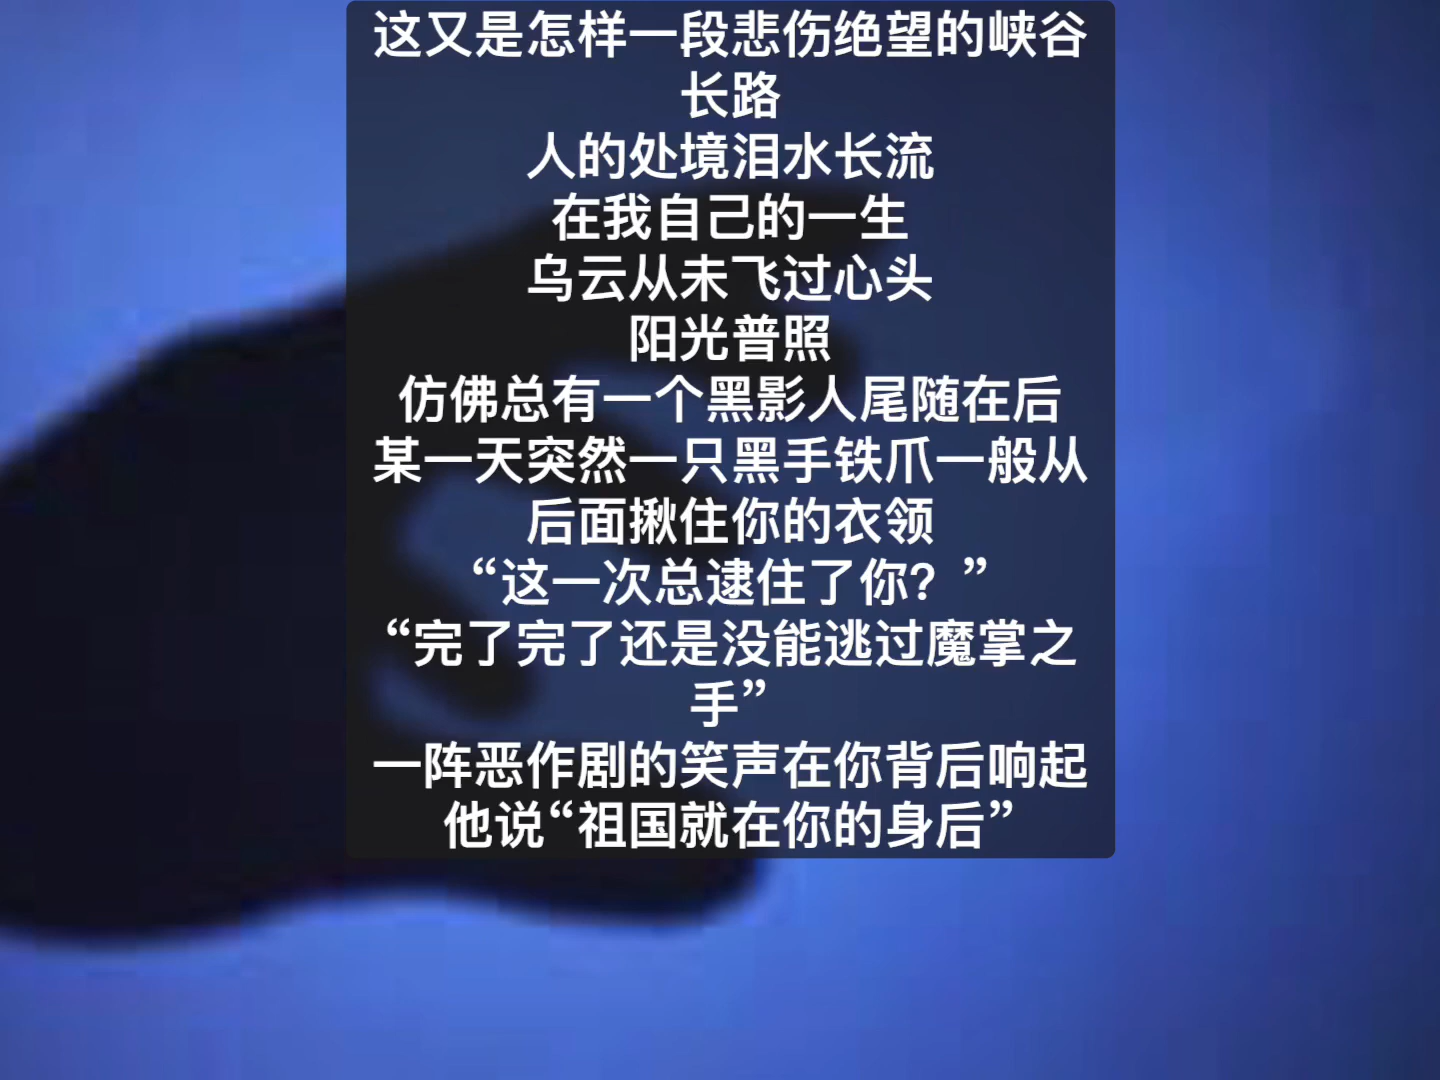 这又是怎样一段悲伤绝望的峡谷
长路
人的处境泪水长流
在我自己的一生
乌云从未飞过心头
阳光普照
仿佛总有一个黑影人尾随在后
某一天突然一只黑手铁爪一般从
后面揪住你的衣领
“这一次总逮住了你？”
“完了完了还是没能逃过魔掌之
手”
一阵恶作剧的笑声在你背后响起
他说“祖国就在你的身后”